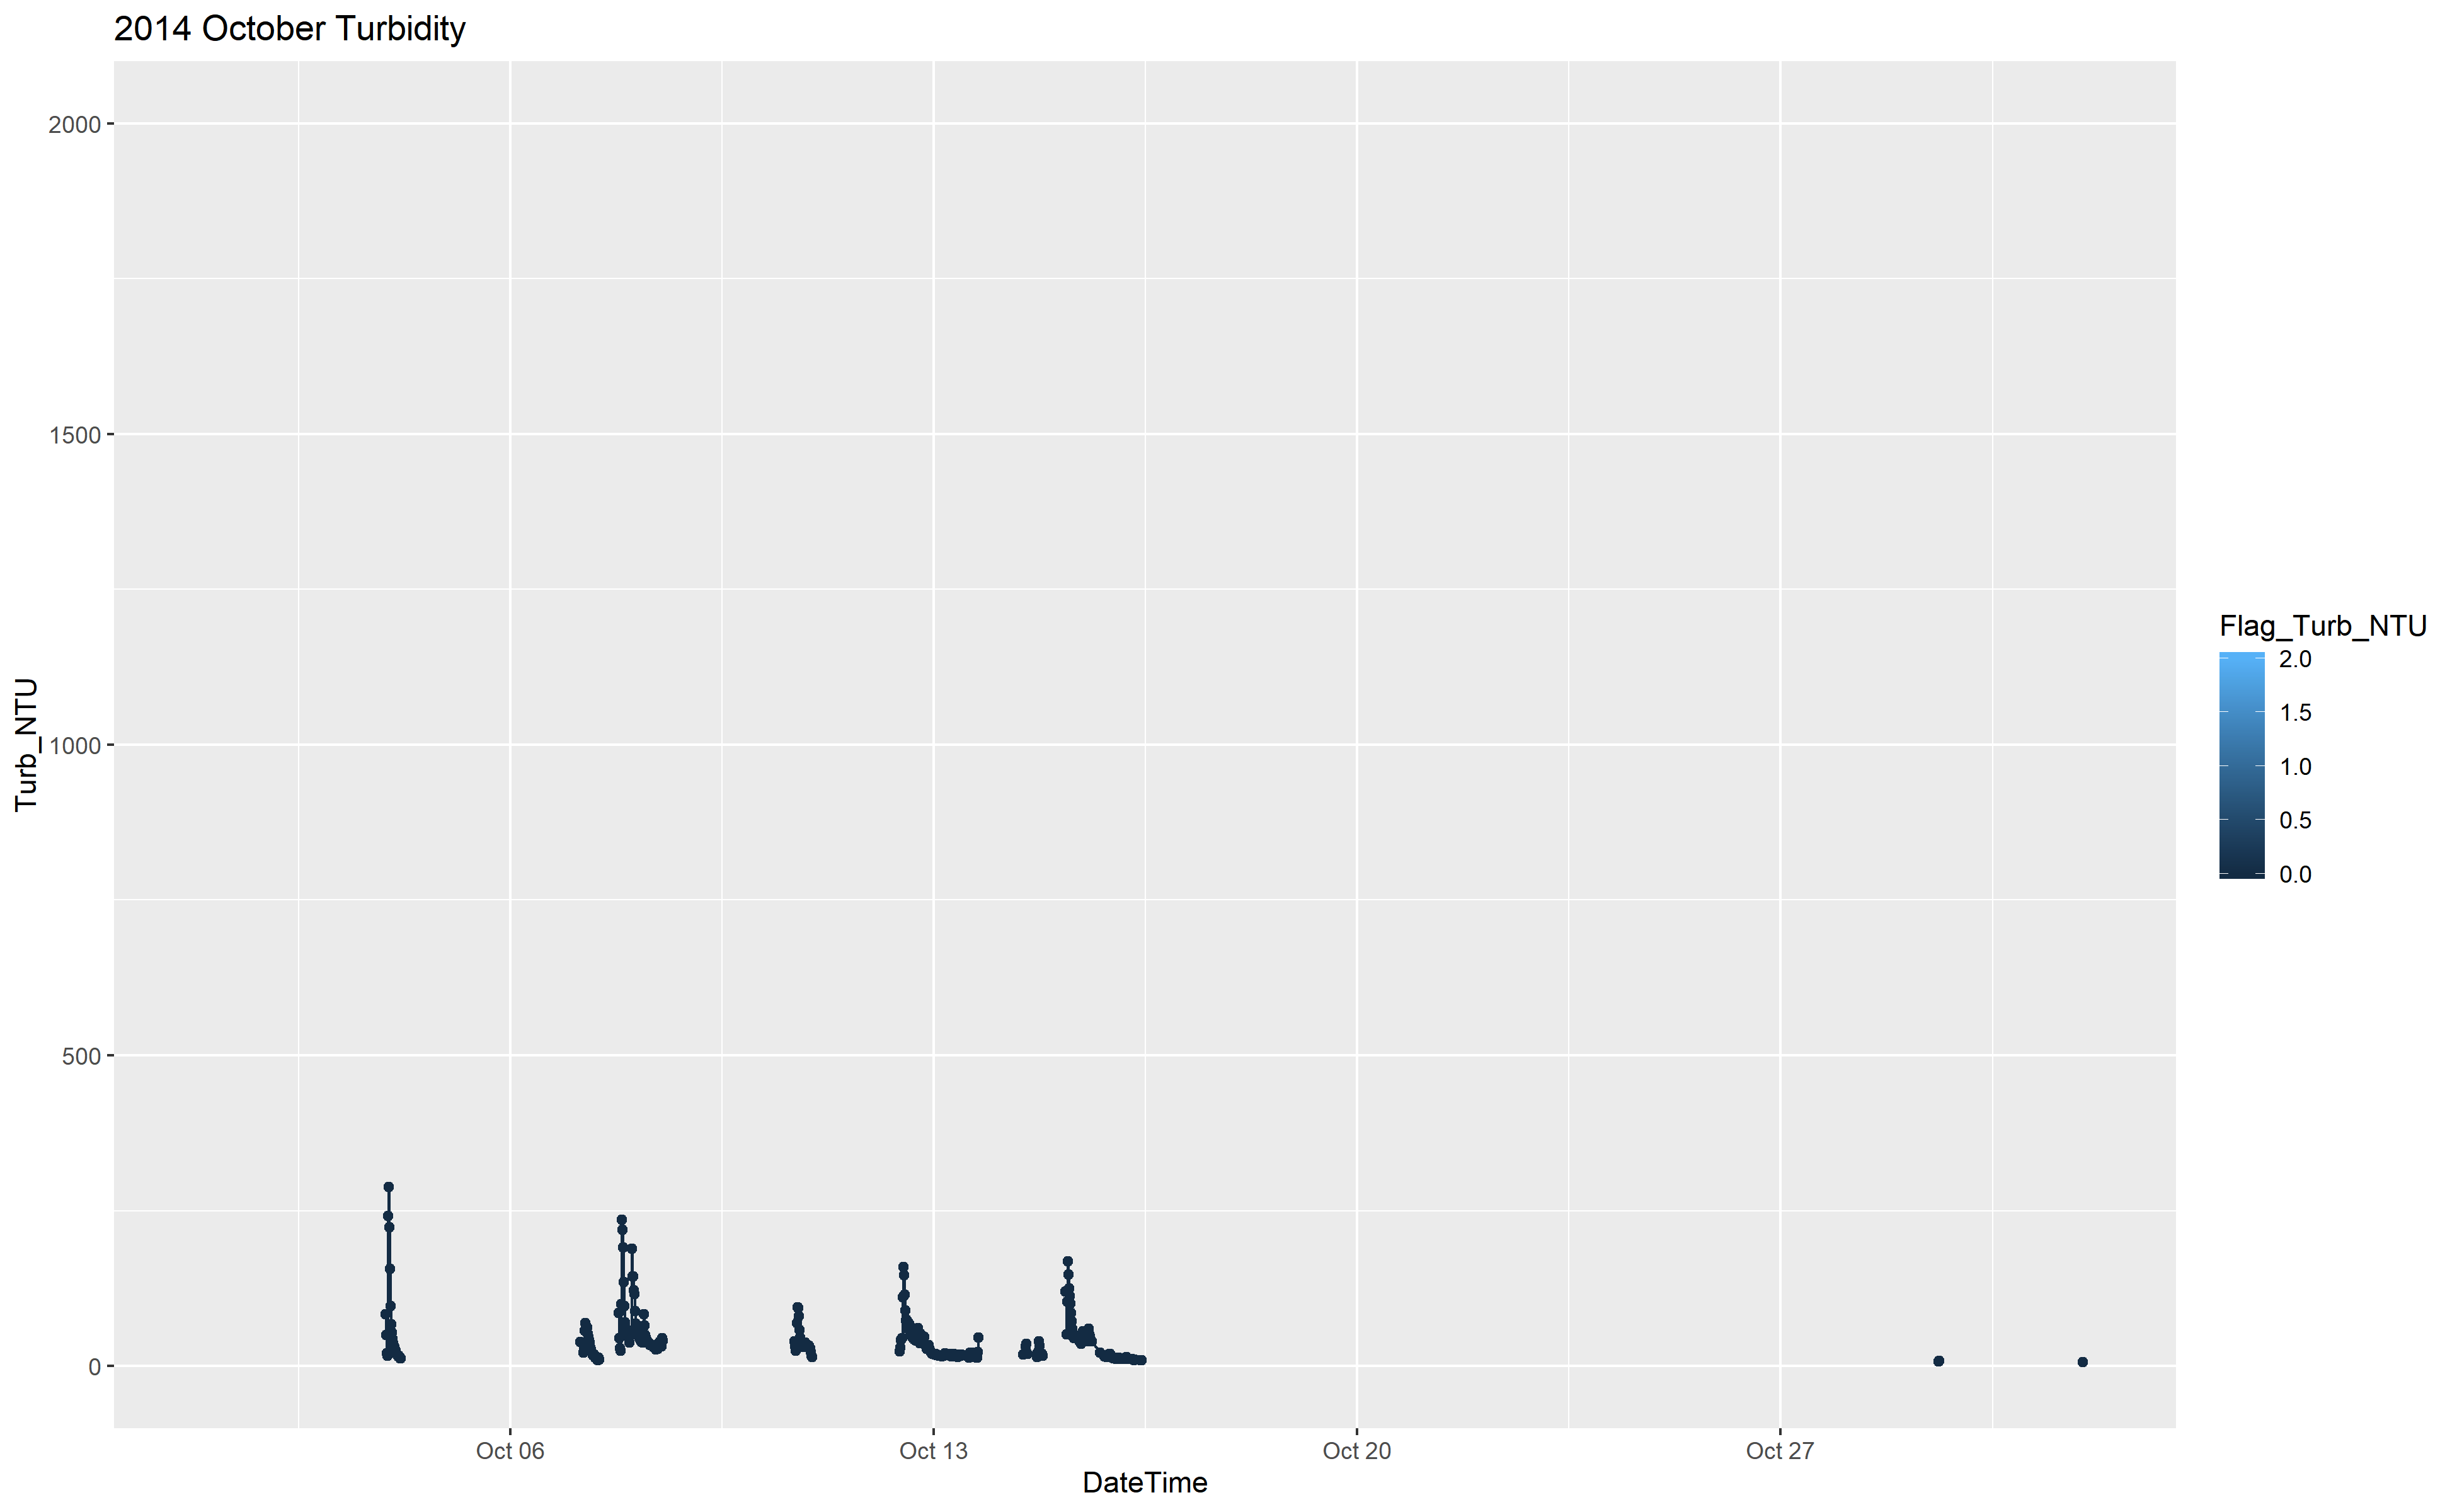 2014 October Turbidity
Turb_NTU
2000
1500
1000
500
0
Oct 06
Oct 13
Oct 20
Oct 27
DateTime
Flag_Turb_NTU
2.0
1.5
1.0
0.5
0.0